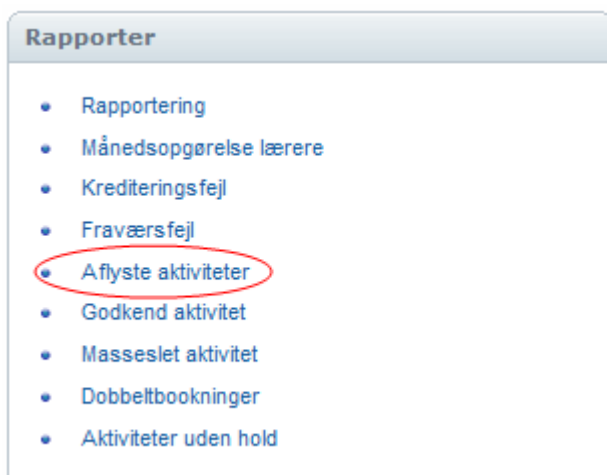 Rapporter
Rapportering
Månedsopgørelse lærere
Krediteringsfejl
Fraværsfejl
Aflyste aktiviteter
Godkend aktivitet
Masseslet aktivitet
Dobbeltbookninger
Aktiviteter uden hold